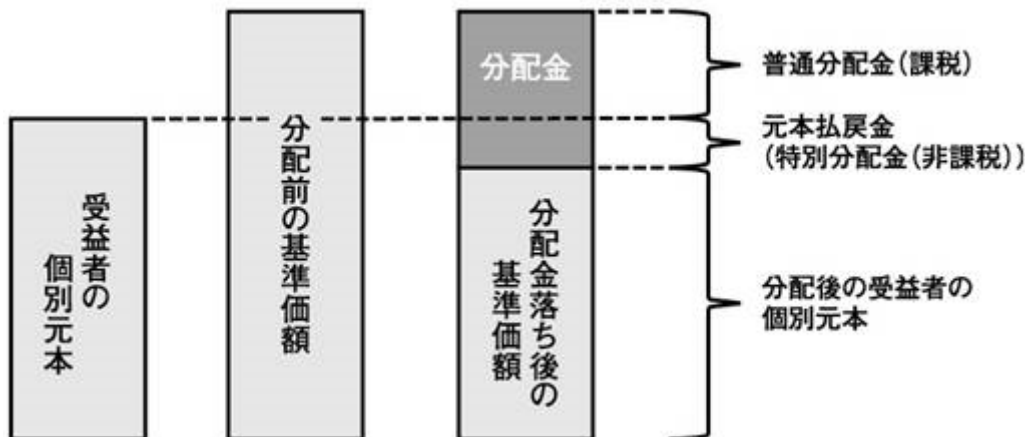 受益者の
個別元本
分配前の基準価額
分配金
分配金落ち後の
基準価額
普通分配金(課税)
元本払戻金
(特別分配金(非課税))
分配後の受益者の
個別元本